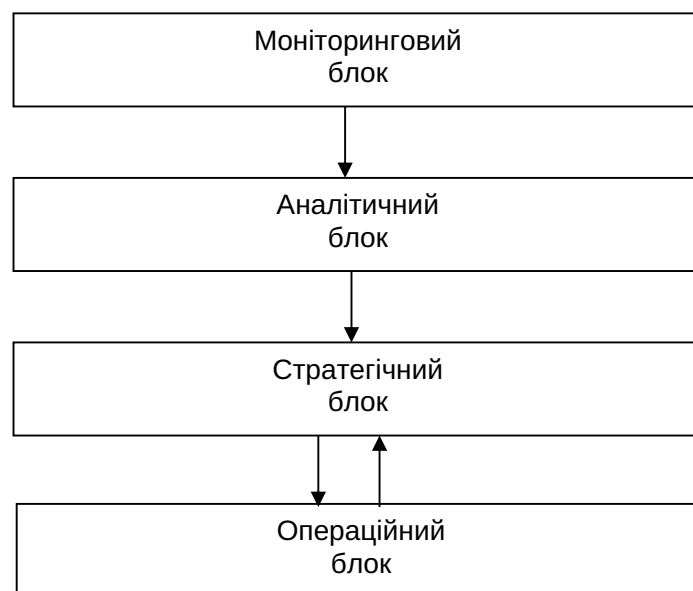 Моніторинговий
блок
Аналітичний
блок
Стратегічний
блок
Операційний
блок